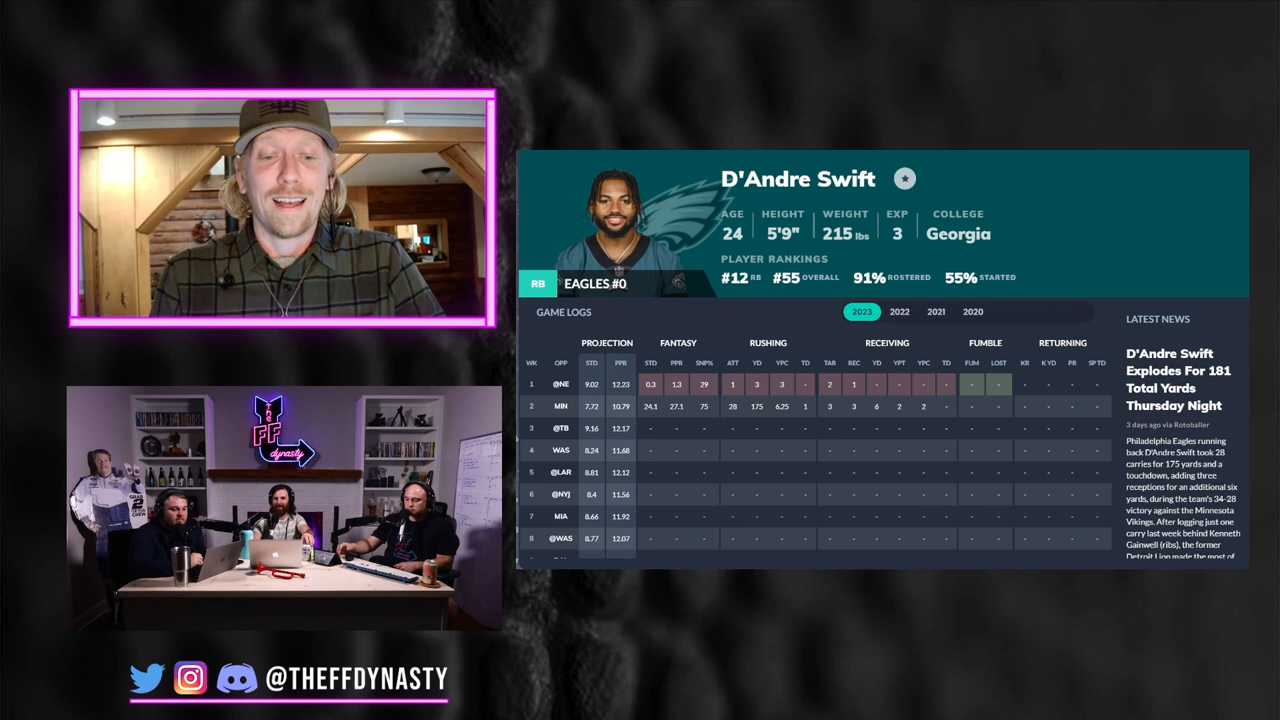 D'Andre Swift
AGE HEIGHT WEIGHT EXP COLLEGE
24 5'9" 215 lbs 3 Georgia
PLAYER RANKINGS
#12 RB #55 OVERALL 91% ROSTERED 55% STARTED
RB EAGLES #0
GAME LOGS
2023 2022 2021 2020
PROJECTION FANTASY RUSHING RECEIVING FUMBLE RETURNING
WK OPP STD PPR STD PPR SNP% ATT YD YPC TD TAR REC YD YPT YPC TD FUM LOST KR K YD PR SP TD
1 @NE 9.02 12.23 0.3 1.3 29 1 3 3 - 2 1 - - - - - - - - - -
2 MIN 7.72 10.79 24.1 27.1 75 28 175 6.25 1 3 3 6 2 2 - - - - - - -
3 @TB 9.16 12.17 - - - - - - - - - - - - - - - - - - -
4 WAS 8.24 11.68 - - - - - - - - - - - - - - - - - - -
5 @LAR 8.81 12.12 - - - - - - - - - - - - - - - - - - -
6 @NYJ 8.4 11.56 - - - - - - - - - - - - - - - - - - -
7 MIA 8.66 11.92 - - - - - - - - - - - - - - - - - - -
8 @WAS 8.77 12.07 - - - - - - - - - - - - - - - - - - -
LATEST NEWS
D'Andre Swift
Explodes For 181
Total Yards
Thursday Night
3 days ago via Rotoballer
Philadelphia Eagles running
back D'Andre Swift took 28
carries for 175 yards and a
touchdown, adding three
receptions for an additional six
yards, during the team's 34-28
victory against the Minnesota
Vikings. After logging just one
carry last week behind Kenneth
Gainwell (ribs), the former
Detroit Lion made the most of
the
FF
dynasty
@THEFFDYNASTY